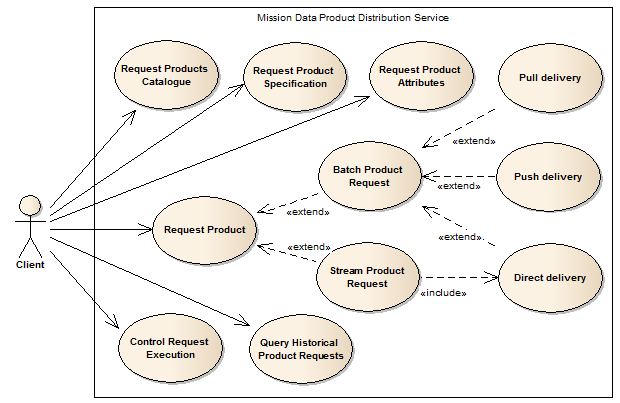 Mission Data Product Distribution Service
Request Products
Catalogue
Request Product
Specification
Request Product
Attributes
Pull delivery
«extend»
Batch Product
Request
«extend»
Push delivery
«extend»
Request Product
«extend»
«extend»
Stream Product
Request
«include»
Direct delivery
Client
Control Request
Execution
Query Historical
Product Requests